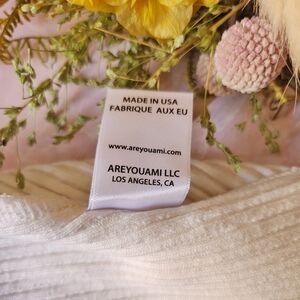 MADE IN USA
FABRIQUE AUX EU
www.areyouami.com
AREYOUAMI LLC
LOS ANGELES, CA